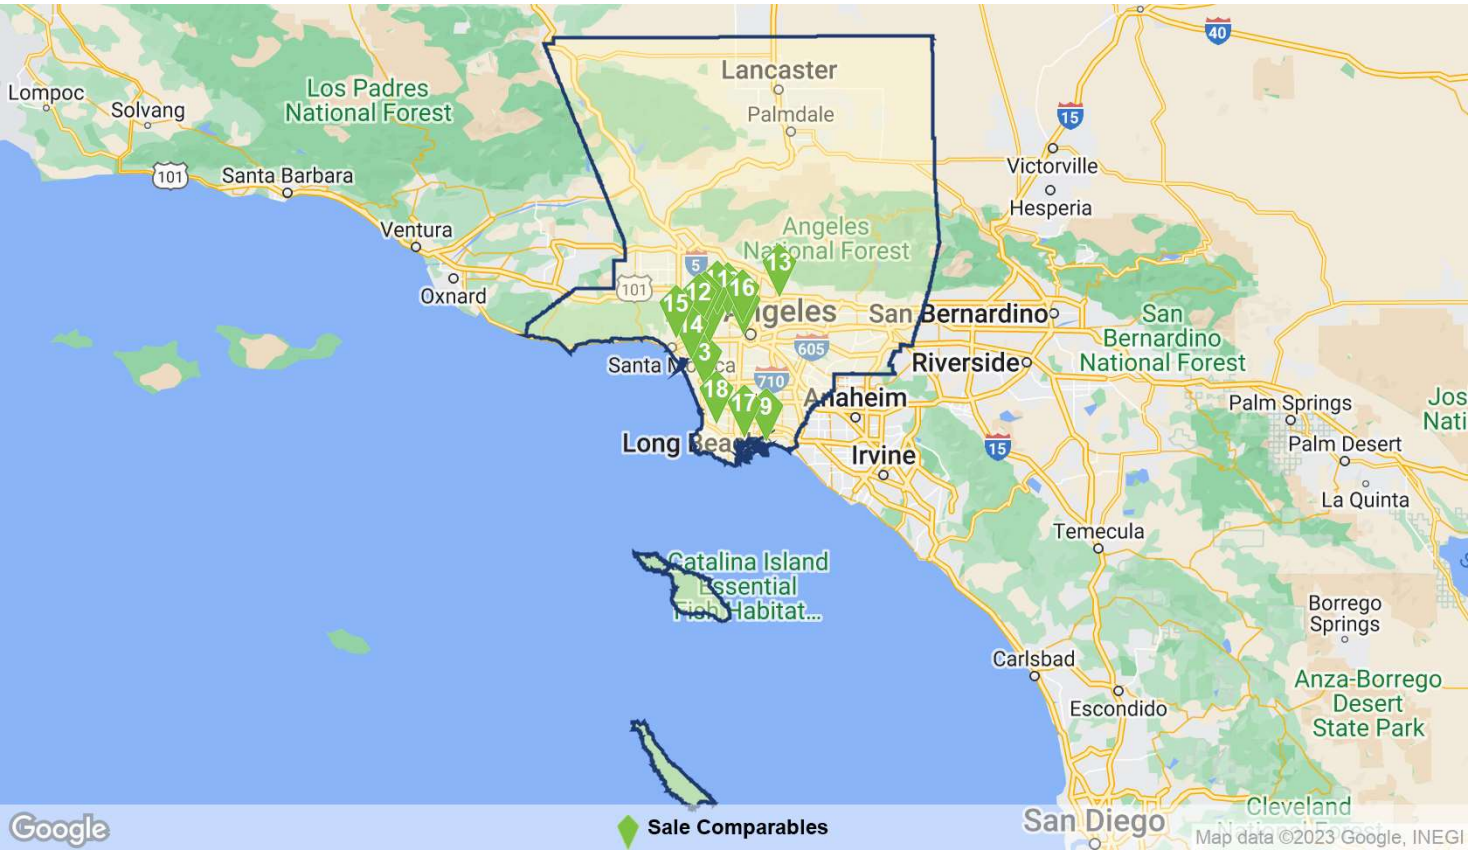 40
Lancaster
Los Padres
National Forest
Lompoc
Solvang
Palmdale
15
Victorville
101
Santa Barbara
Hesperia
Ventura
Angeles
National Forest
5
13
101
Oxnard
12
16
15
14
Angeles
San Bernardino
San
Bernardino
National Forest
605
3
Santa Monica
Riverside
710
18
17
9
Anaheim
Palm Springs
Long Beach
15
Irvine
Palm Desert
La Quinta
Temecula
Catalina Island
Essential
Fish Habitat...
Borrego
Springs
Carlsbad
Anza-Borrego
Desert
State Park
Escondido
Cleveland
National Forest
San Diego
Google
Sale Comparables
Map data ©2023 Google, INEGI